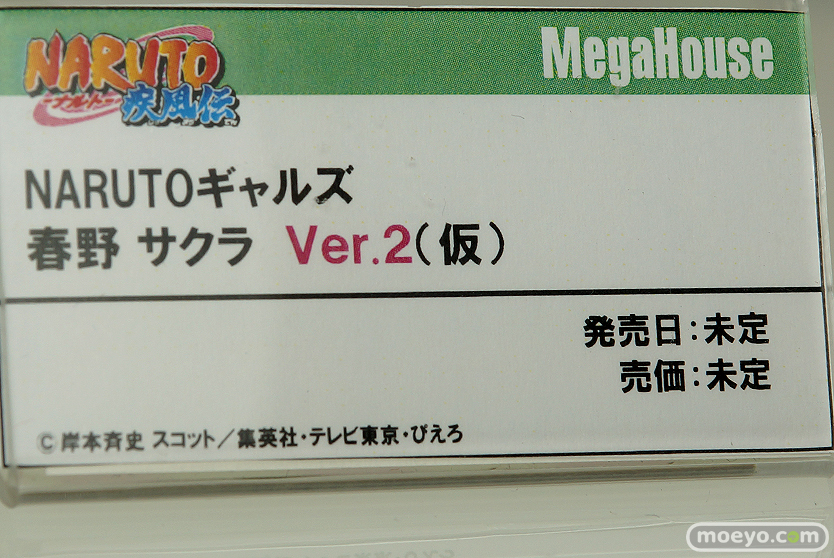 NARUTO
ナルト
疾風伝
MegaHouse
NARUTOギャルズ
春野 サクラ Ver.2(仮)
発売日:未定
売価:未定
©岸本斉史 スコット/集英社・テレビ東京・ぴえろ
moeyo.com